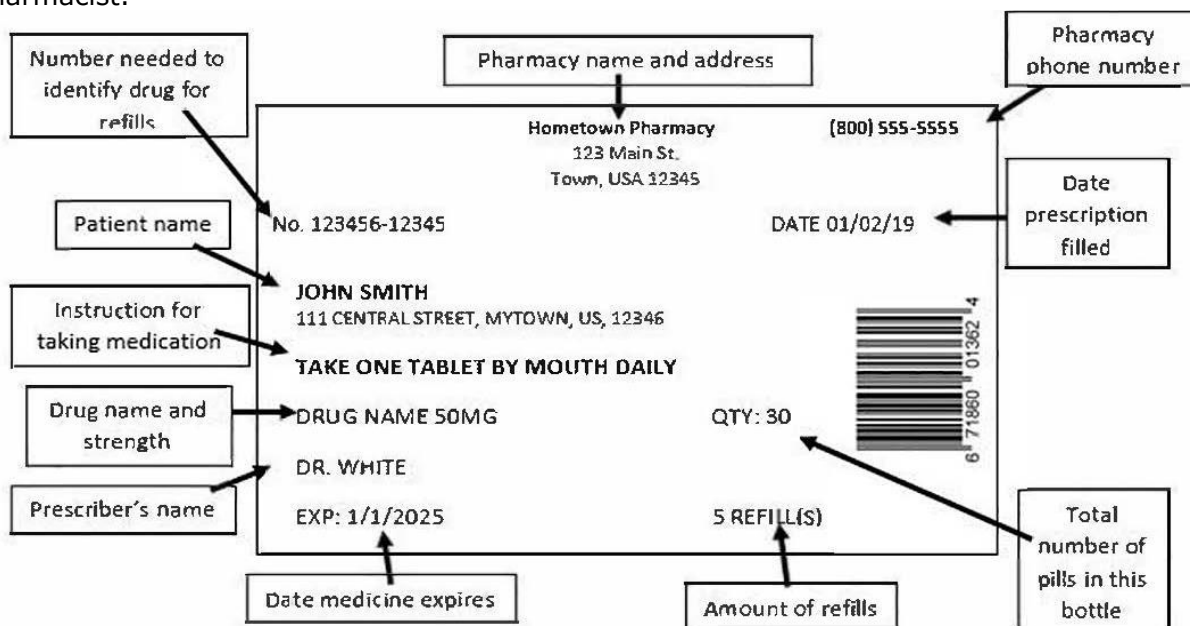 Number needed to
identify drug for
refills
Pharmacy name and address
Pharmacy
phone number
Hometown Pharmacy
123 Main St.
Town, USA 12345
(800) 555-5555
Patient name
No. 123456-12345
DATE 01/02/19
Date
prescription
filled
JOHN SMITH
111 CENTRAL STREET, MYTOWN, US, 12346
Instruction for
taking medication
TAKE ONE TABLET BY MOUTH DAILY
Drug name and
strength
DRUG NAME 50MG
QTY: 30
6 71860 01362 4
DR. WHITE
Prescriber's name
EXP: 1/1/2025
5 REFILL(S)
Total
number of
pills in this
bottle
Date medicine expires
Amount of refills